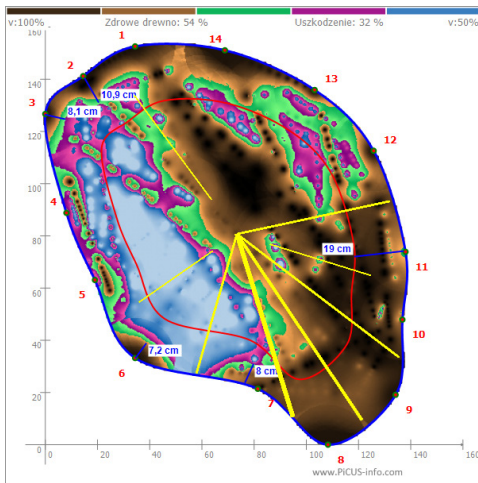 v:100% Zdrowe drewno: 54 % Uszkodzenie: 32 % v:50%
160
140
120
100
80
60
40
20
0
0 20 40 60 80 100 120 140 160
1
14
2
13
3
10,9 cm
8,1 cm
12
4
19 cm
11
5
10
7,2 cm
6
8 cm
7
9
8
www.PiCUS-info.com